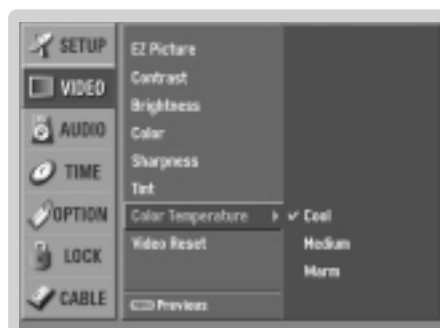 SETUP
VIDEO
AUDIO
TIME
OPTION
LOCK
CABLE
EZ Picture
Contrast
Brightness
Color
Sharpness
Tint
Color Temperature
Video Reset
Previous
✓ Cool
Medium
Warm